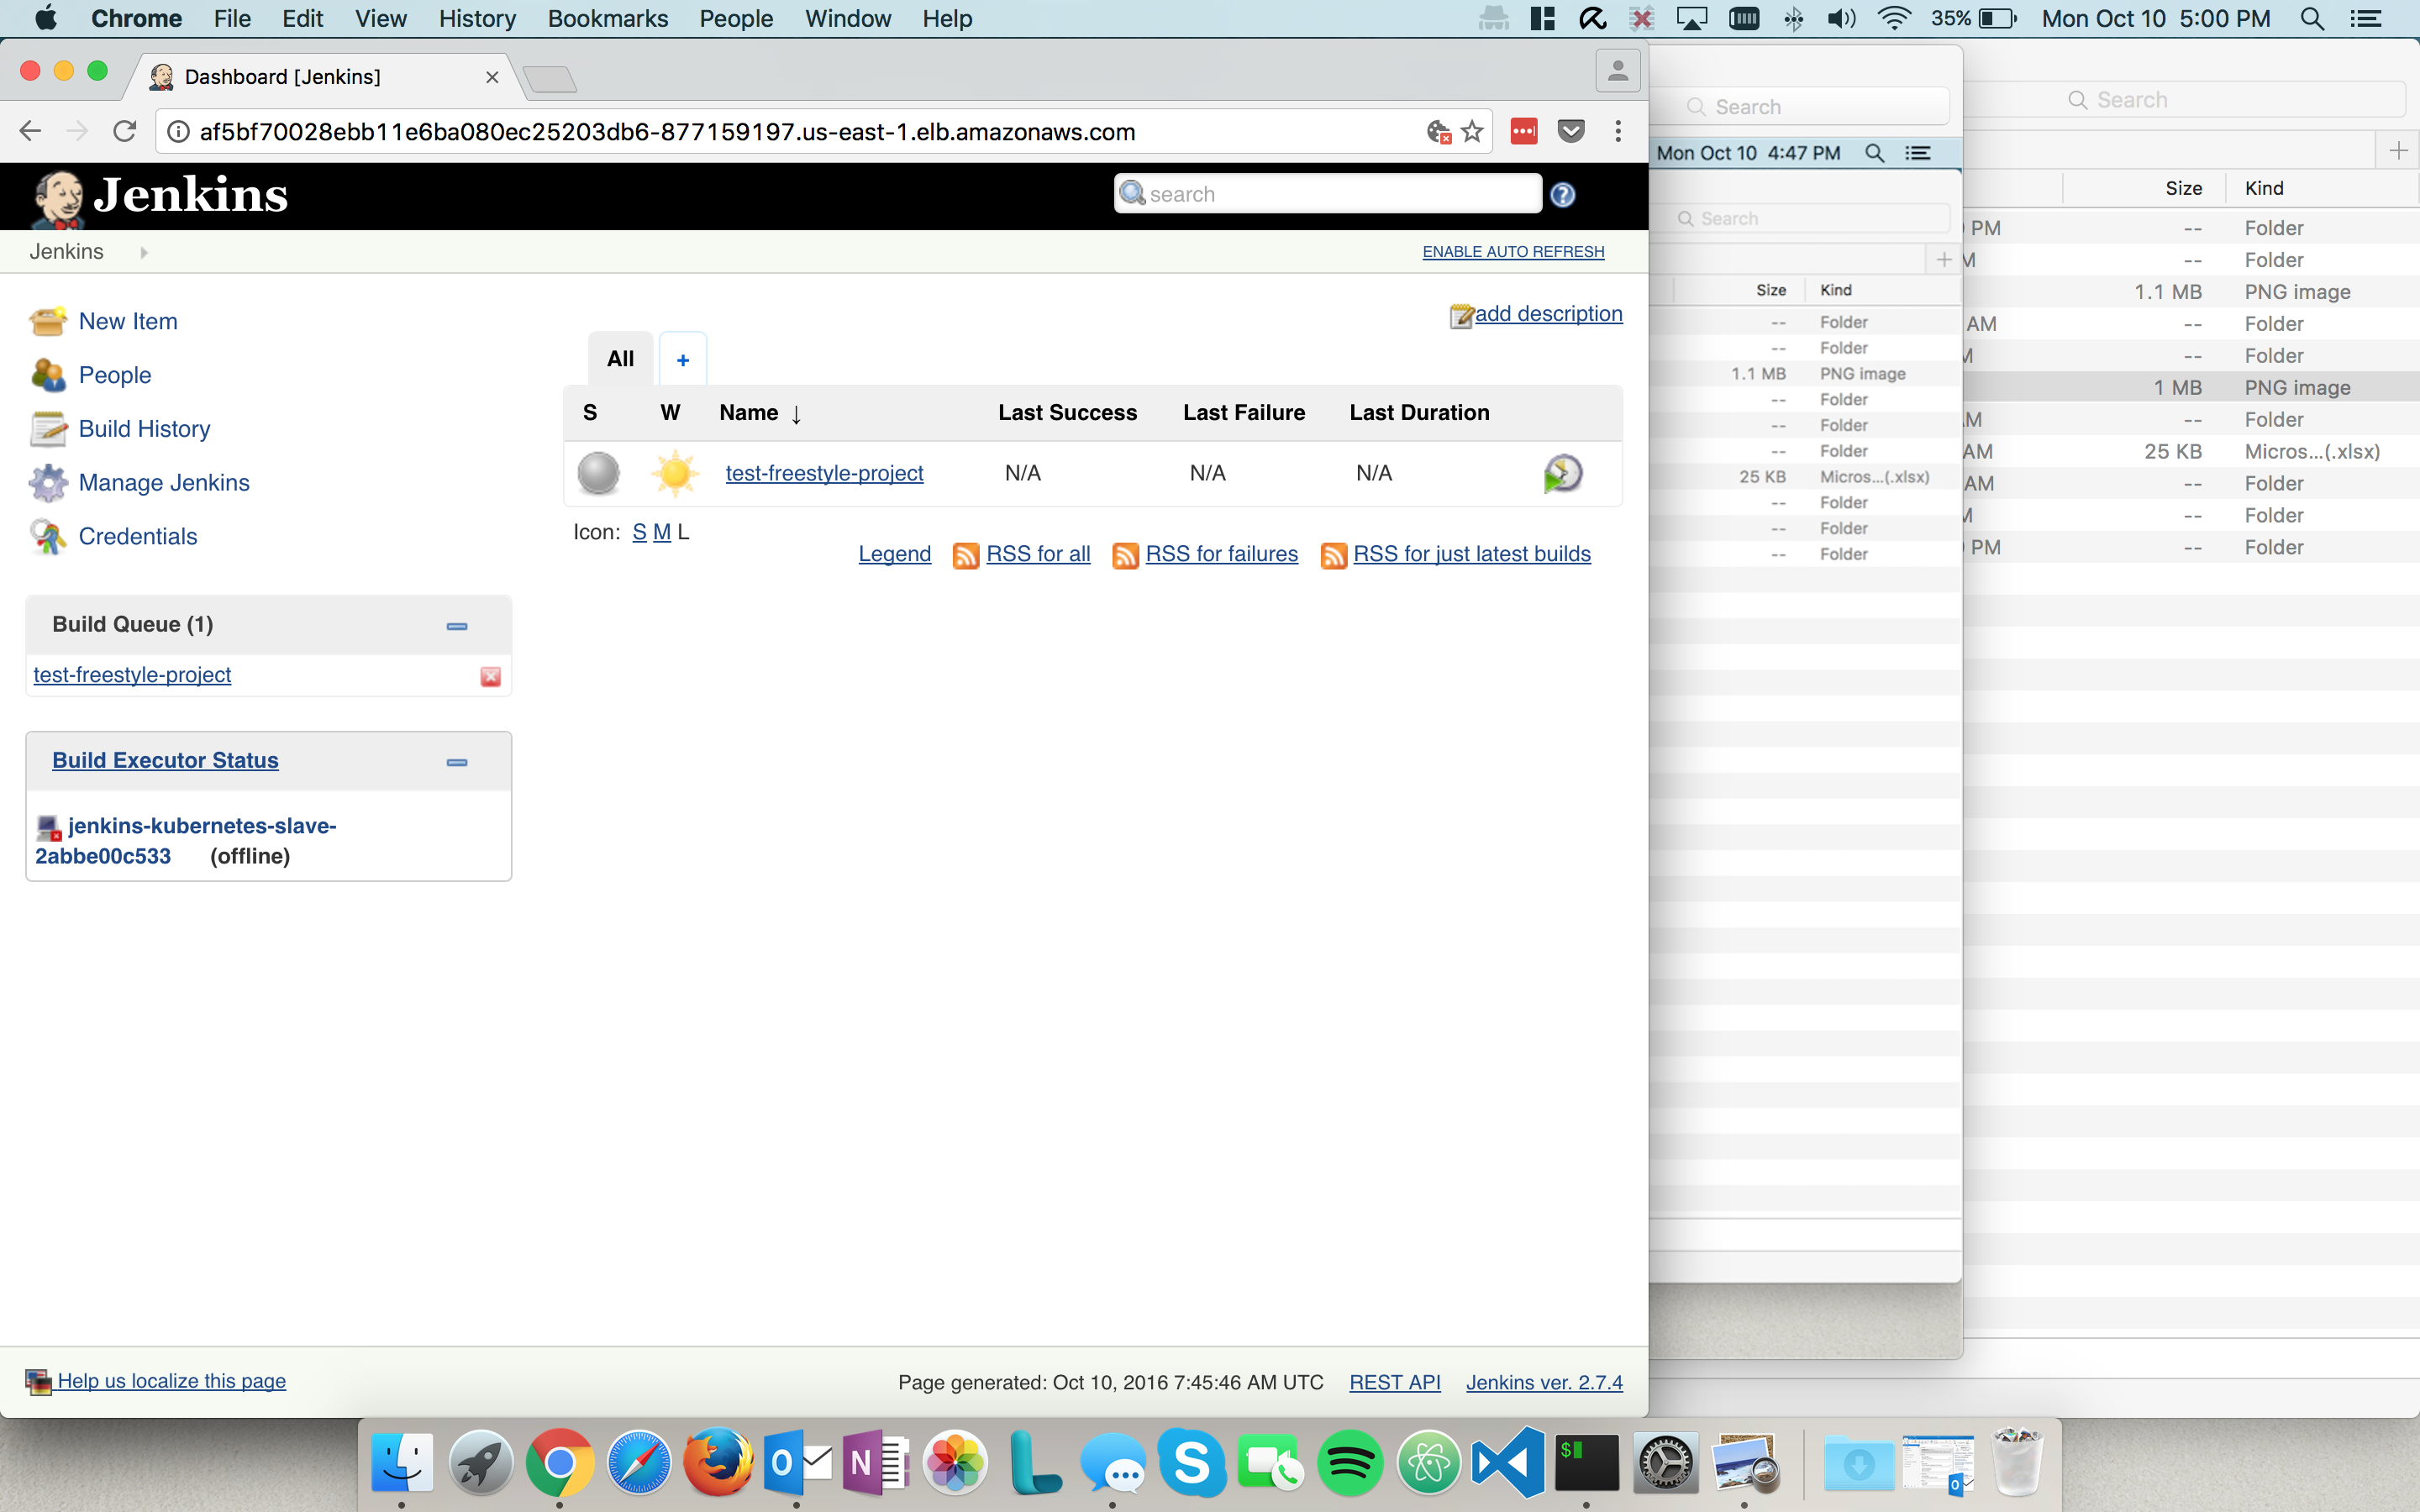 Chrome File Edit View History Bookmarks People Window Help 35% Mon Oct 10 5:00 PM
Dashboard [Jenkins]
af5bf70028ebb11e6ba080ec25203db6-877159197.us-east-1.elb.amazonaws.com
Jenkins search
Jenkins ENABLE AUTO REFRESH
New Item
People
Build History
Manage Jenkins
Credentials
add description
All +
S W Name ↓ Last Success Last Failure Last Duration
test-freestyle-project N/A N/A N/A
Icon: S M L
Legend RSS for all RSS for failures RSS for just latest builds
Build Queue (1)
test-freestyle-project
Build Executor Status
jenkins-kubernetes-slave-
2abbe00c533 (offline)
Help us localize this page Page generated: Oct 10, 2016 7:45:46 AM UTC REST API Jenkins ver. 2.7.4
Search
Mon Oct 10 4:47 PM
Search
Size Kind
-- Folder
-- Folder
1.1 MB PNG image
-- Folder
-- Folder
-- Folder
25 KB Micros...(.xlsx)
-- Folder
-- Folder
-- Folder
Search
Size Kind
PM -- Folder
M -- Folder
1.1 MB PNG image
AM -- Folder
M -- Folder
1 MB PNG image
M -- Folder
AM 25 KB Micros...(.xlsx)
AM -- Folder
M -- Folder
PM -- Folder